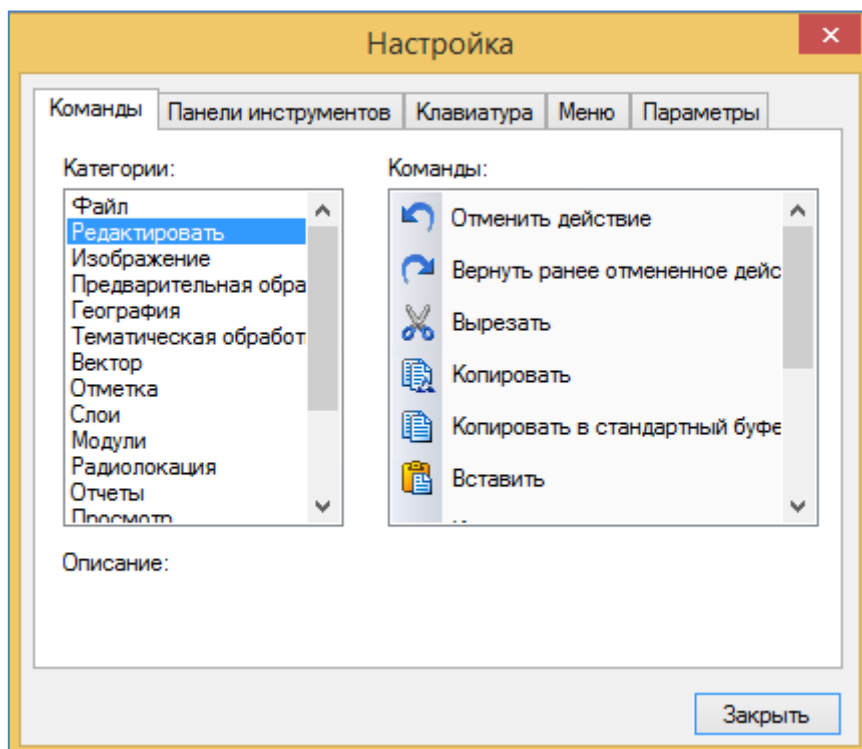 Настройка
Команды Панели инструментов Клавиатура Меню Параметры
Категории:
Файл
Редактировать
Изображение
Предварительная обра
География
Тематическая обработ
Вектор
Отметка
Слои
Модули
Радиолокация
Отчеты
Просмотр
Команды:
Отменить действие
Вернуть ранее отмененное дейс
Вырезать
Копировать
Копировать в стандартный буфе
Вставить
Описание:
Закрыть